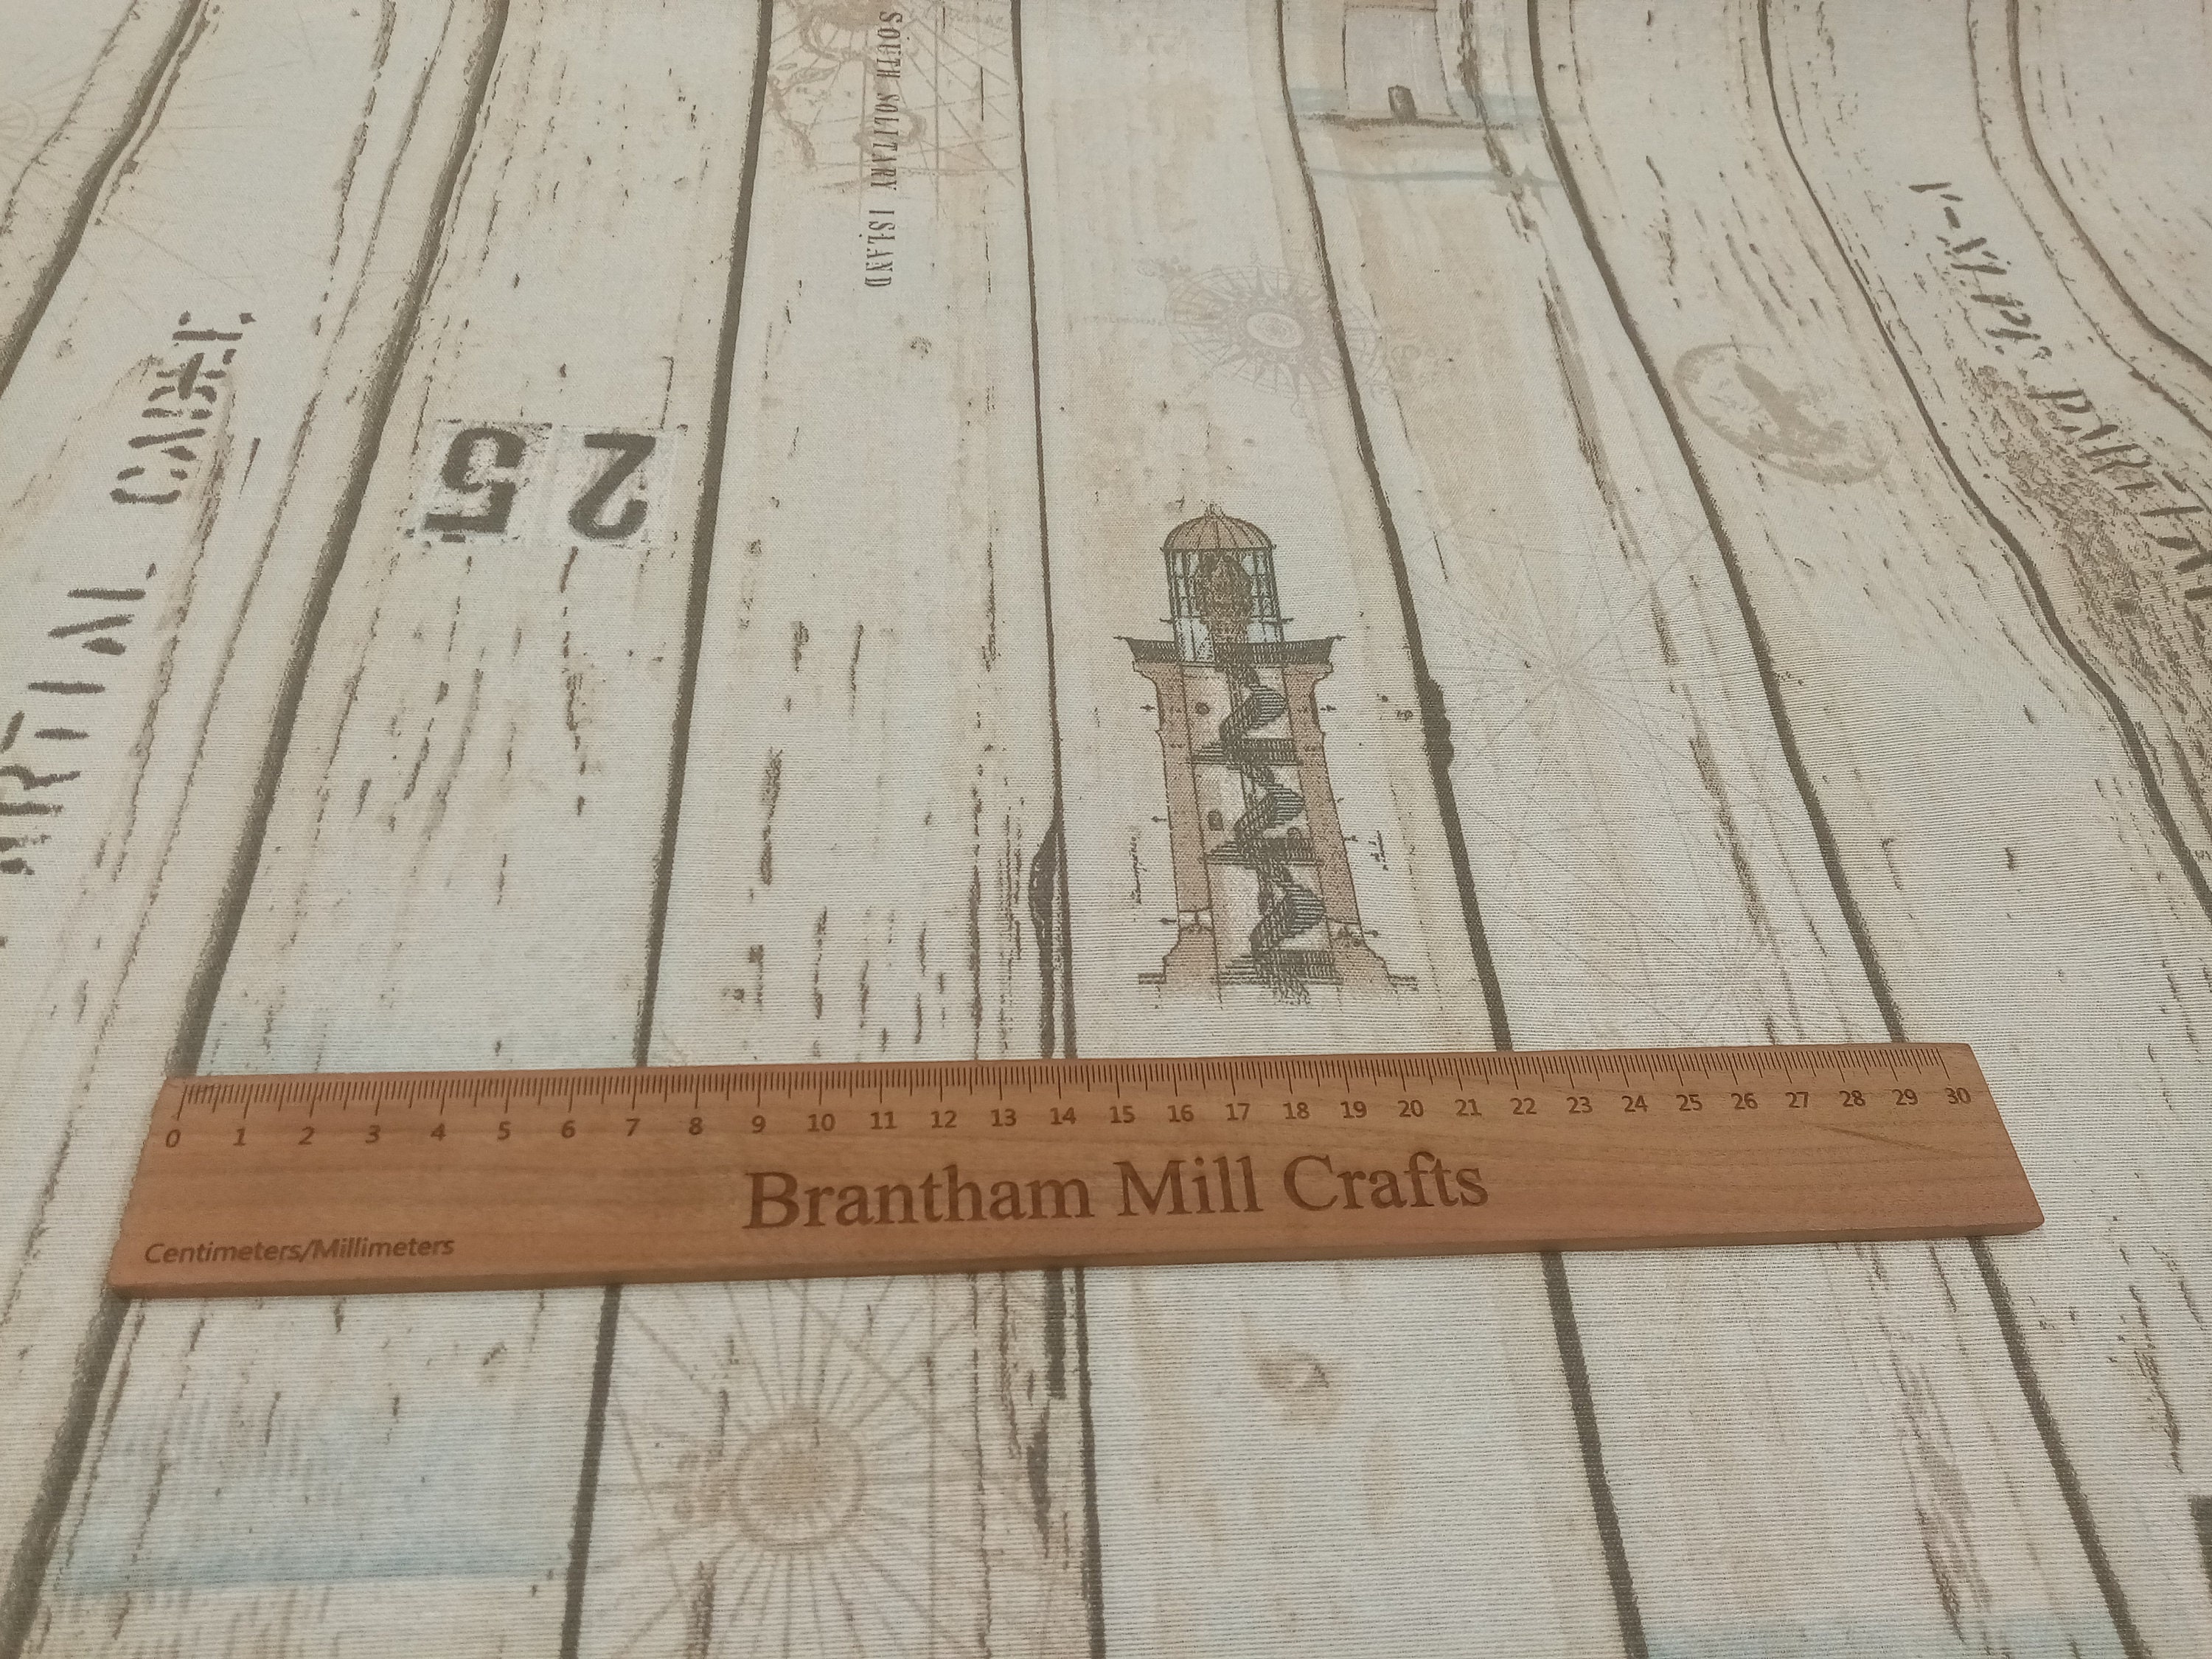 SOUTH SOLITARY ISLAND
PARTIAL CABLE
25
0 1 2 3 4 5 6 7 8 9 10 11 12 13 14 15 16 17 18 19 20 21 22 23 24 25 26 27 28 29 30
Brantham Mill Crafts
Centimeters/Millimeters